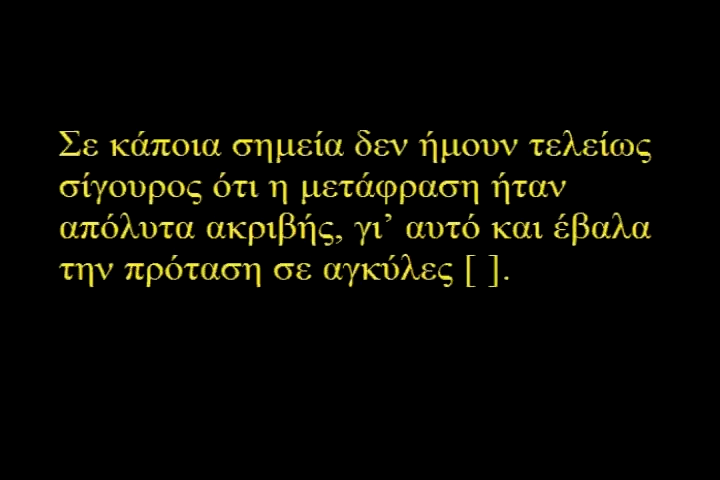 Σε κάποια σημεία δεν ήμουν τελείως
σίγουρος ότι η μετάφραση ήταν
απόλυτα ακριβής, γι’ αυτό και έβαλα
την πρόταση σε αγκύλες [ ].